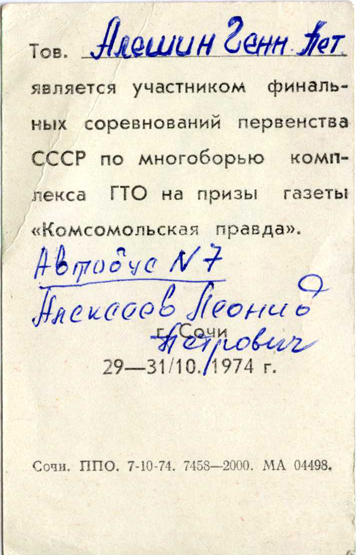 Тов. Алешин Генн. Пет.
является участником финаль-
ных соревнований первенства
СССР по многоборью комп-
лекса ГТО на призы газеты
«Комсомольская правда».
Автобус N 7
Алексеев Леонид
г. Сочи
Петрович
29—31/10. 1974 г.
Сочи. ППО. 7-10-74. 7458—2000. МА 04498.